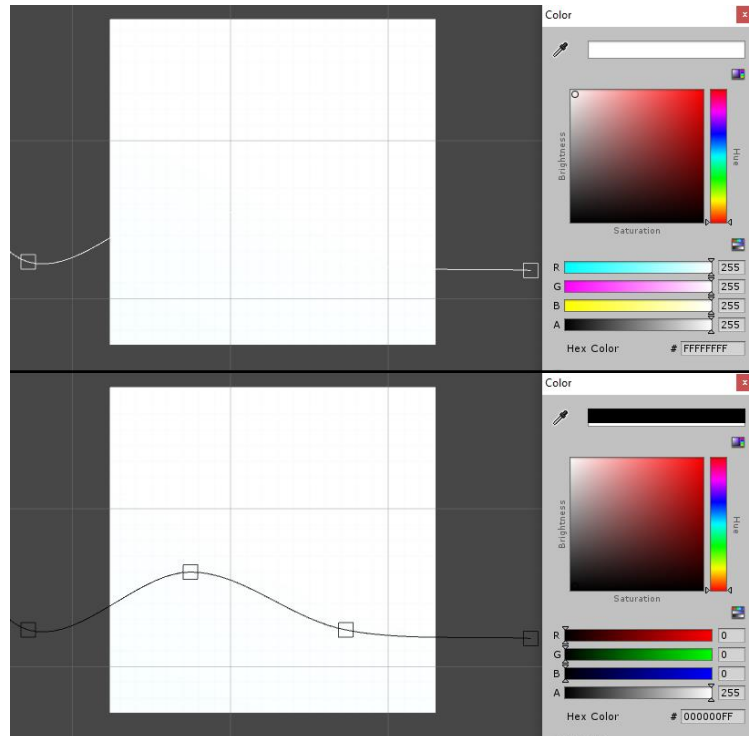 Color x
Brightness
Hue
Saturation
R 255
G 255
B 255
A 255
Hex Color # FFFFFFFF
Color x
Brightness
Hue
Saturation
R 0
G 0
B 0
A 255
Hex Color # 000000FF